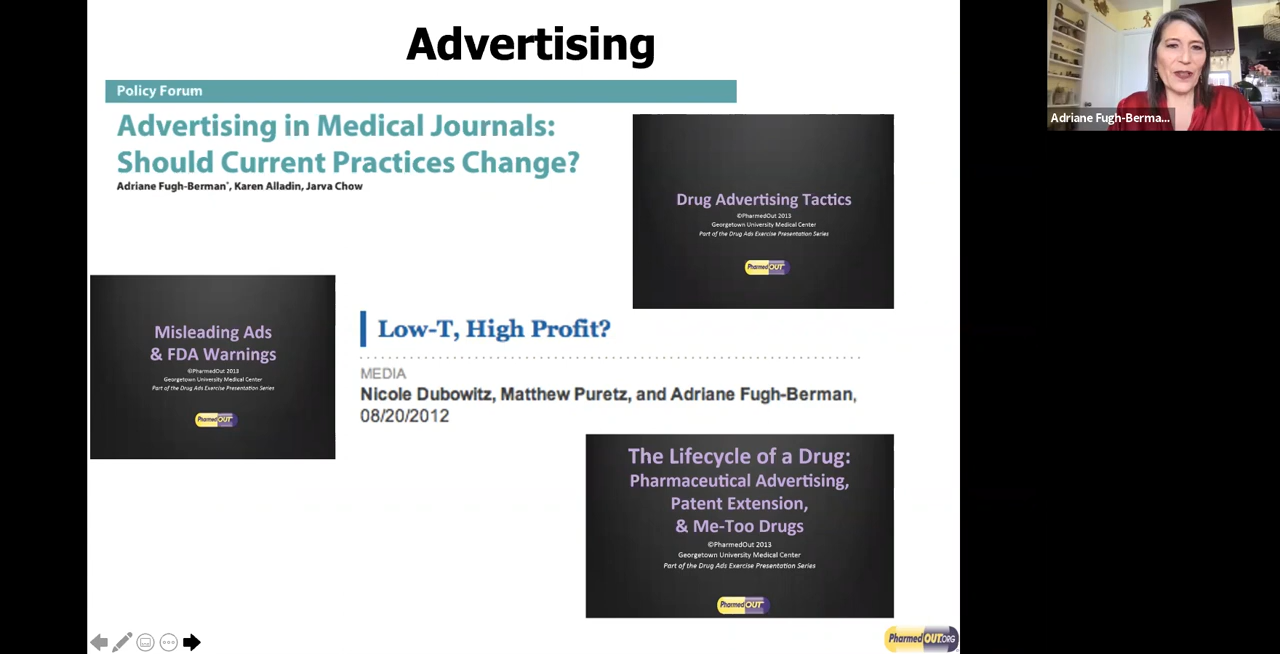 Advertising
Policy Forum
Advertising in Medical Journals:
Should Current Practices Change?
Adriane Fugh-Berman*, Karen Alladin, Jarva Chow
Drug Advertising Tactics
©PharmedOut 2013
Georgetown University Medical Center
Part of the Drug Ads Exercise Presentation Series
PharmedOUT
Misleading Ads
& FDA Warnings
©PharmedOut 2013
Georgetown University Medical Center
Part of the Drug Ads Exercise Presentation Series
PharmedOUT
Low-T, High Profit?
MEDIA
Nicole Dubowitz, Matthew Puretz, and Adriane Fugh-Berman,
08/20/2012
The Lifecycle of a Drug:
Pharmaceutical Advertising,
Patent Extension,
& Me-Too Drugs
©PharmedOut 2013
Georgetown University Medical Center
Part of the Drug Ads Exercise Presentation Series
PharmedOUT
PharmedOUT.ORG
Adriane Fugh-Berma...